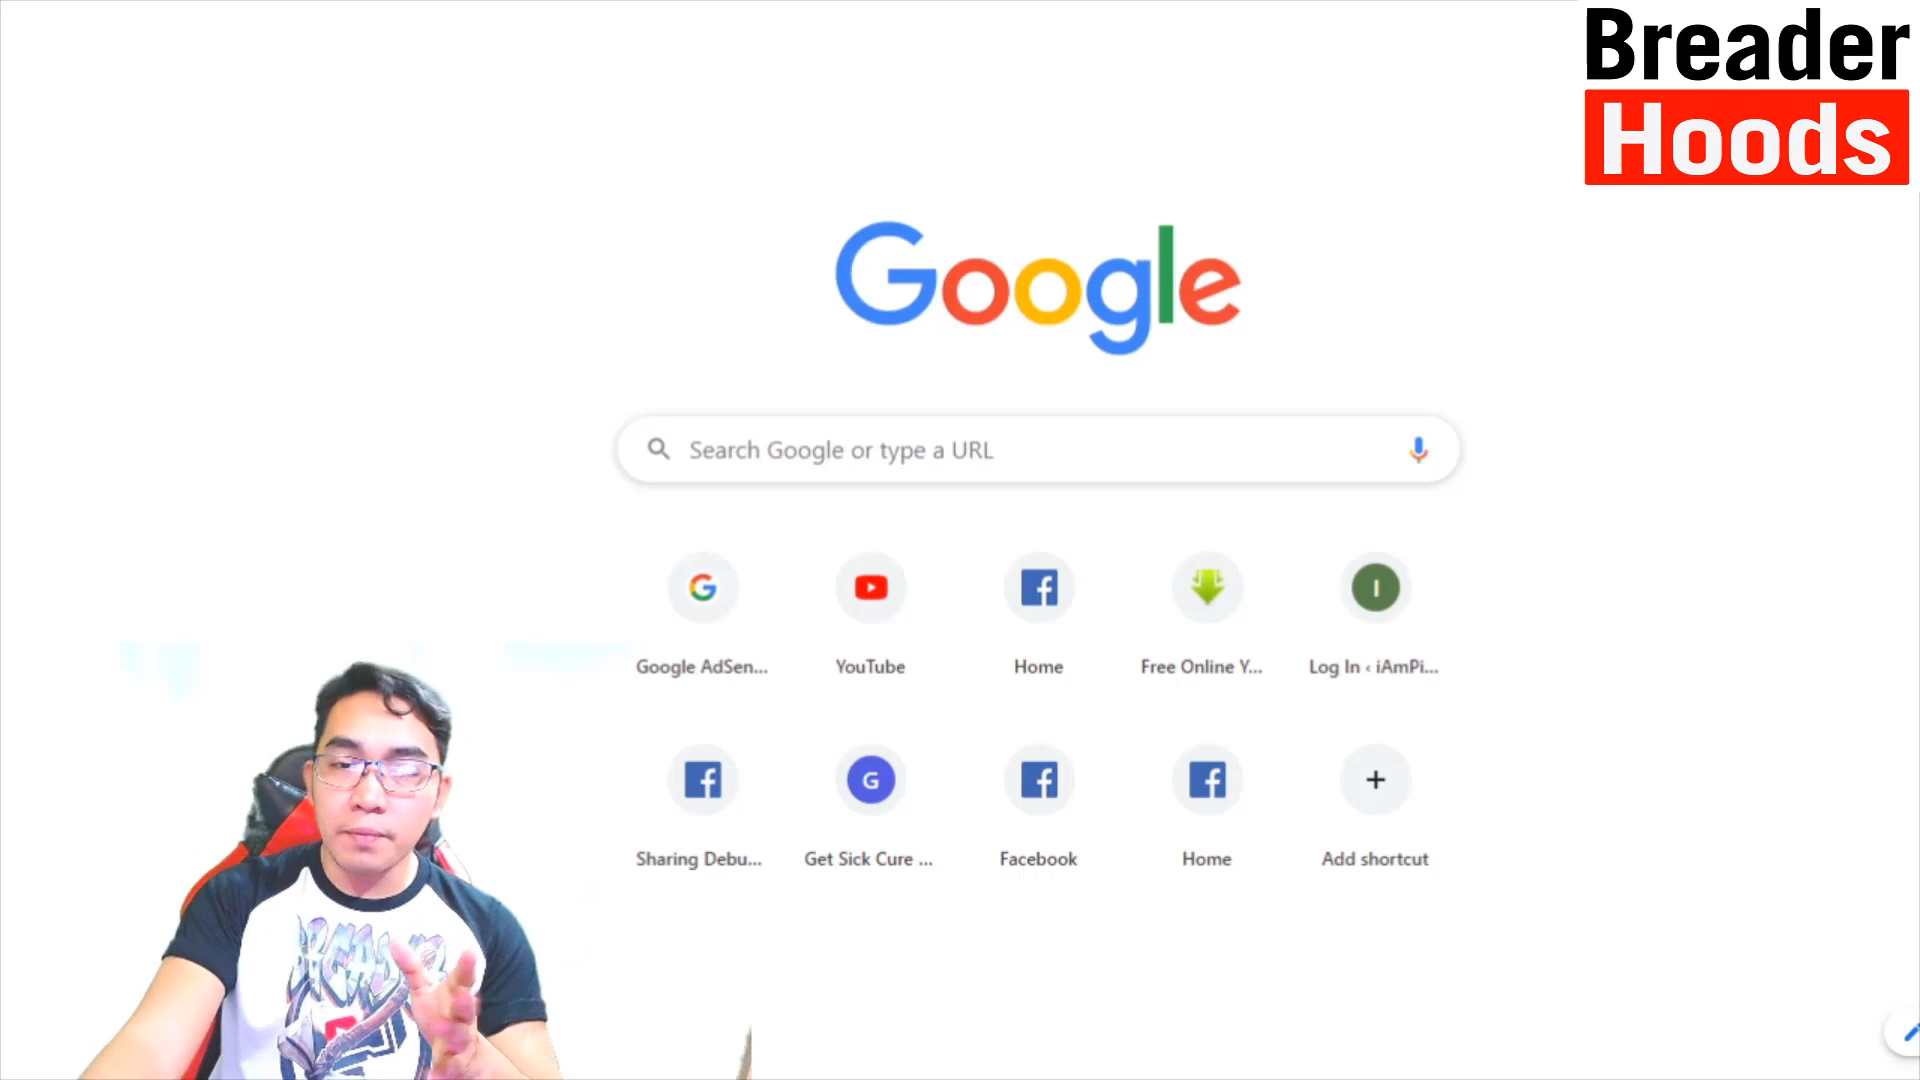 Breader
Hoods
Google
Search Google or type a URL
G
I
Google AdSen...
YouTube
Home
Free Online Y...
Log In ‹ iAmPi...
G
Sharing Debu...
Get Sick Cure ...
Facebook
Home
Add shortcut